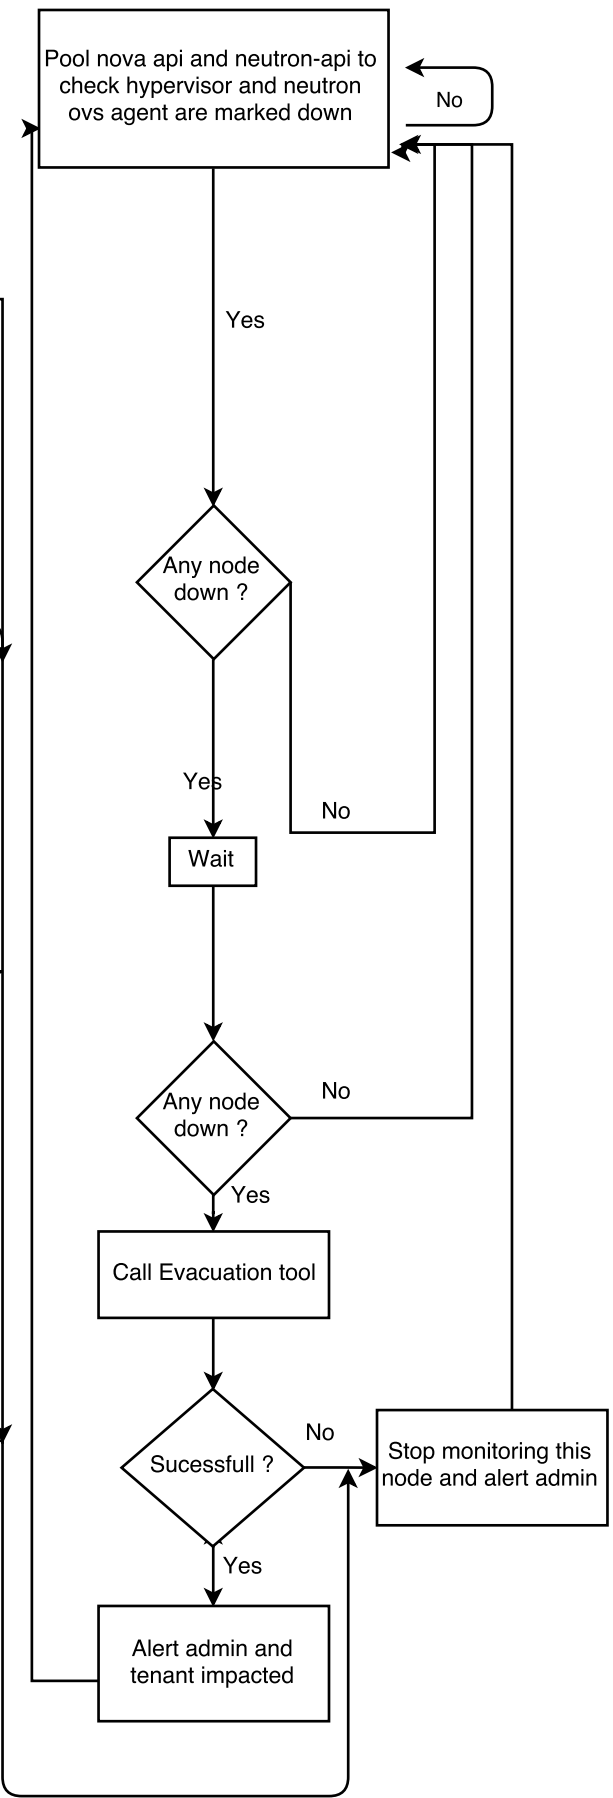 Pool nova api and neutron-api to
check hypervisor and neutron
ovs agent are marked down
No
Yes
Any node
down ?
Yes
No
Wait
Any node
down ?
No
Yes
Call Evacuation tool
Sucessfull ?
No
Stop monitoring this
node and alert admin
Yes
Alert admin and
tenant impacted